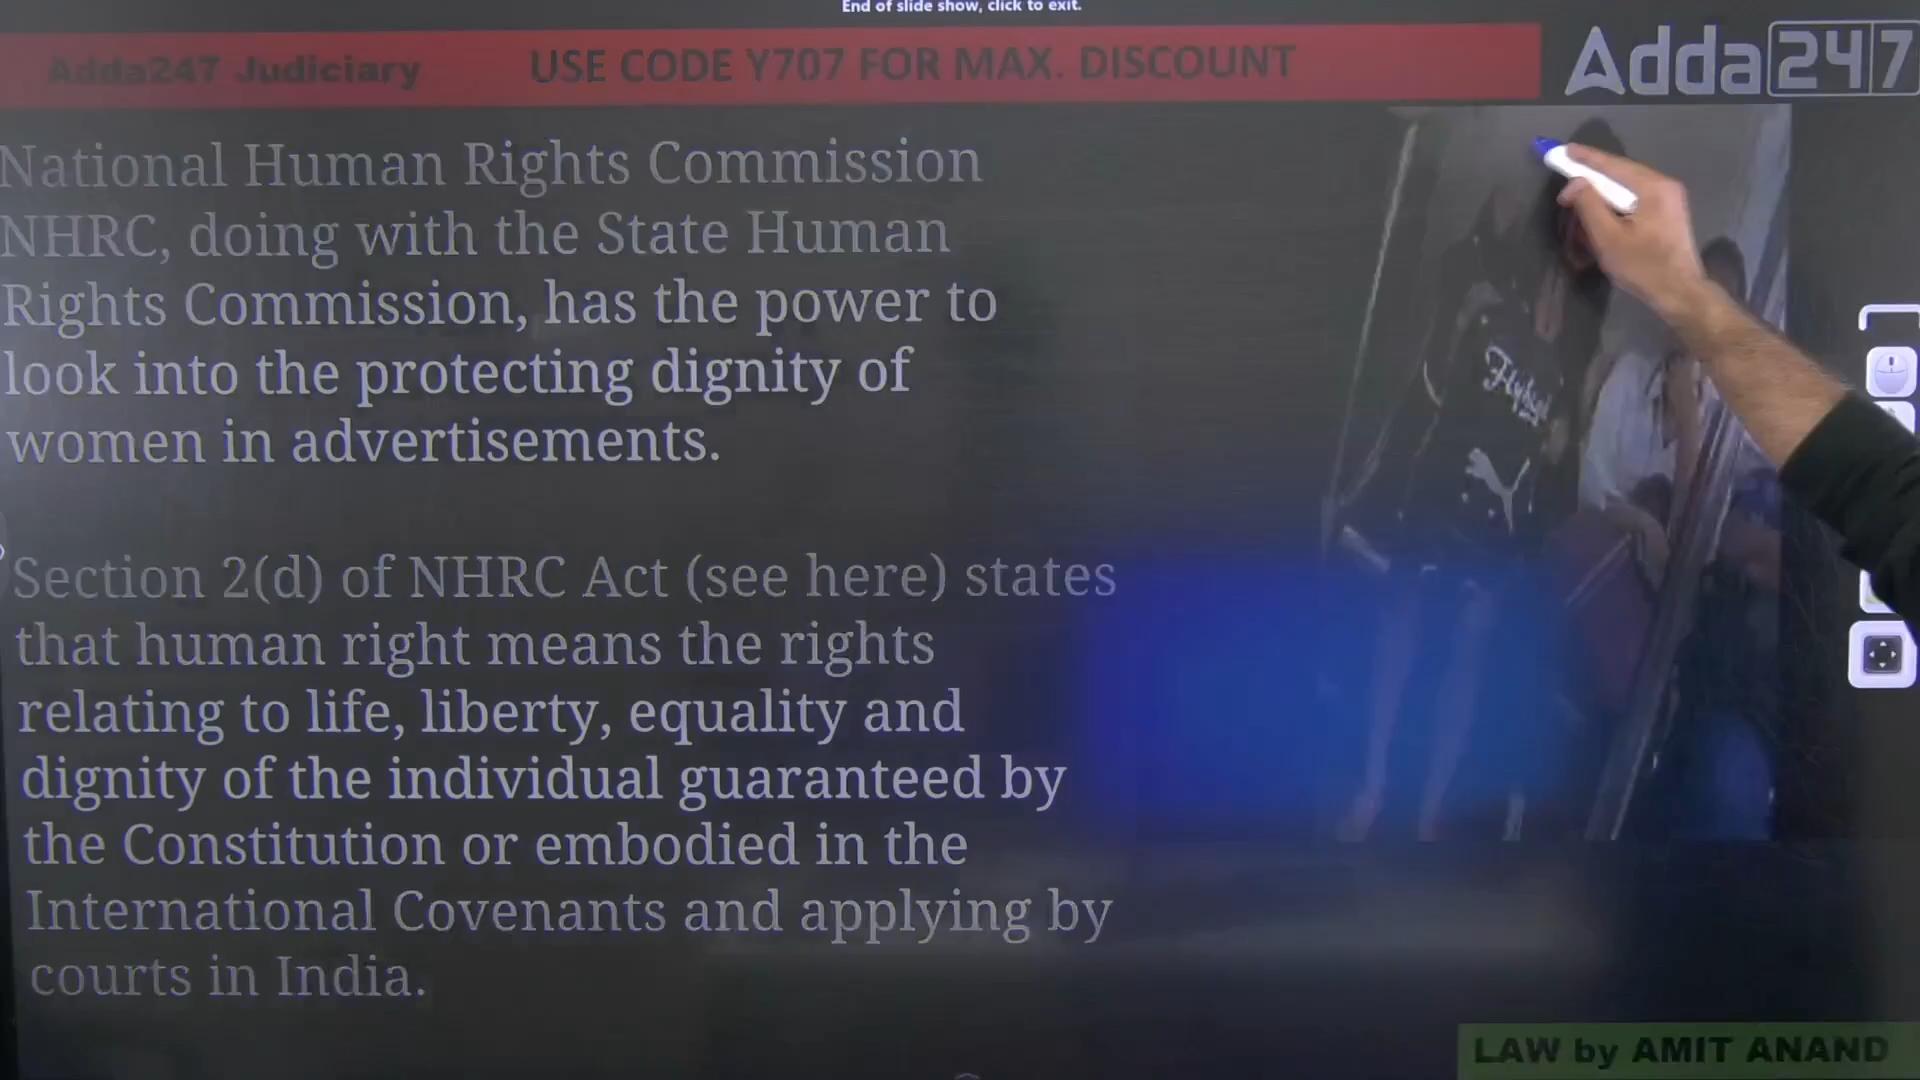 End of slide show, click to exit.
Adda247 Judiciary USE CODE Y707 FOR MAX. DISCOUNT
Adda247
National Human Rights Commission
NHRC, doing with the State Human
Rights Commission, has the power to
look into the protecting dignity of
women in advertisements.
Section 2(d) of NHRC Act (see here) states
that human right means the rights
relating to life, liberty, equality and
dignity of the individual guaranteed by
the Constitution or embodied in the
International Covenants and applying by
courts in India.
LAW by AMIT ANAND